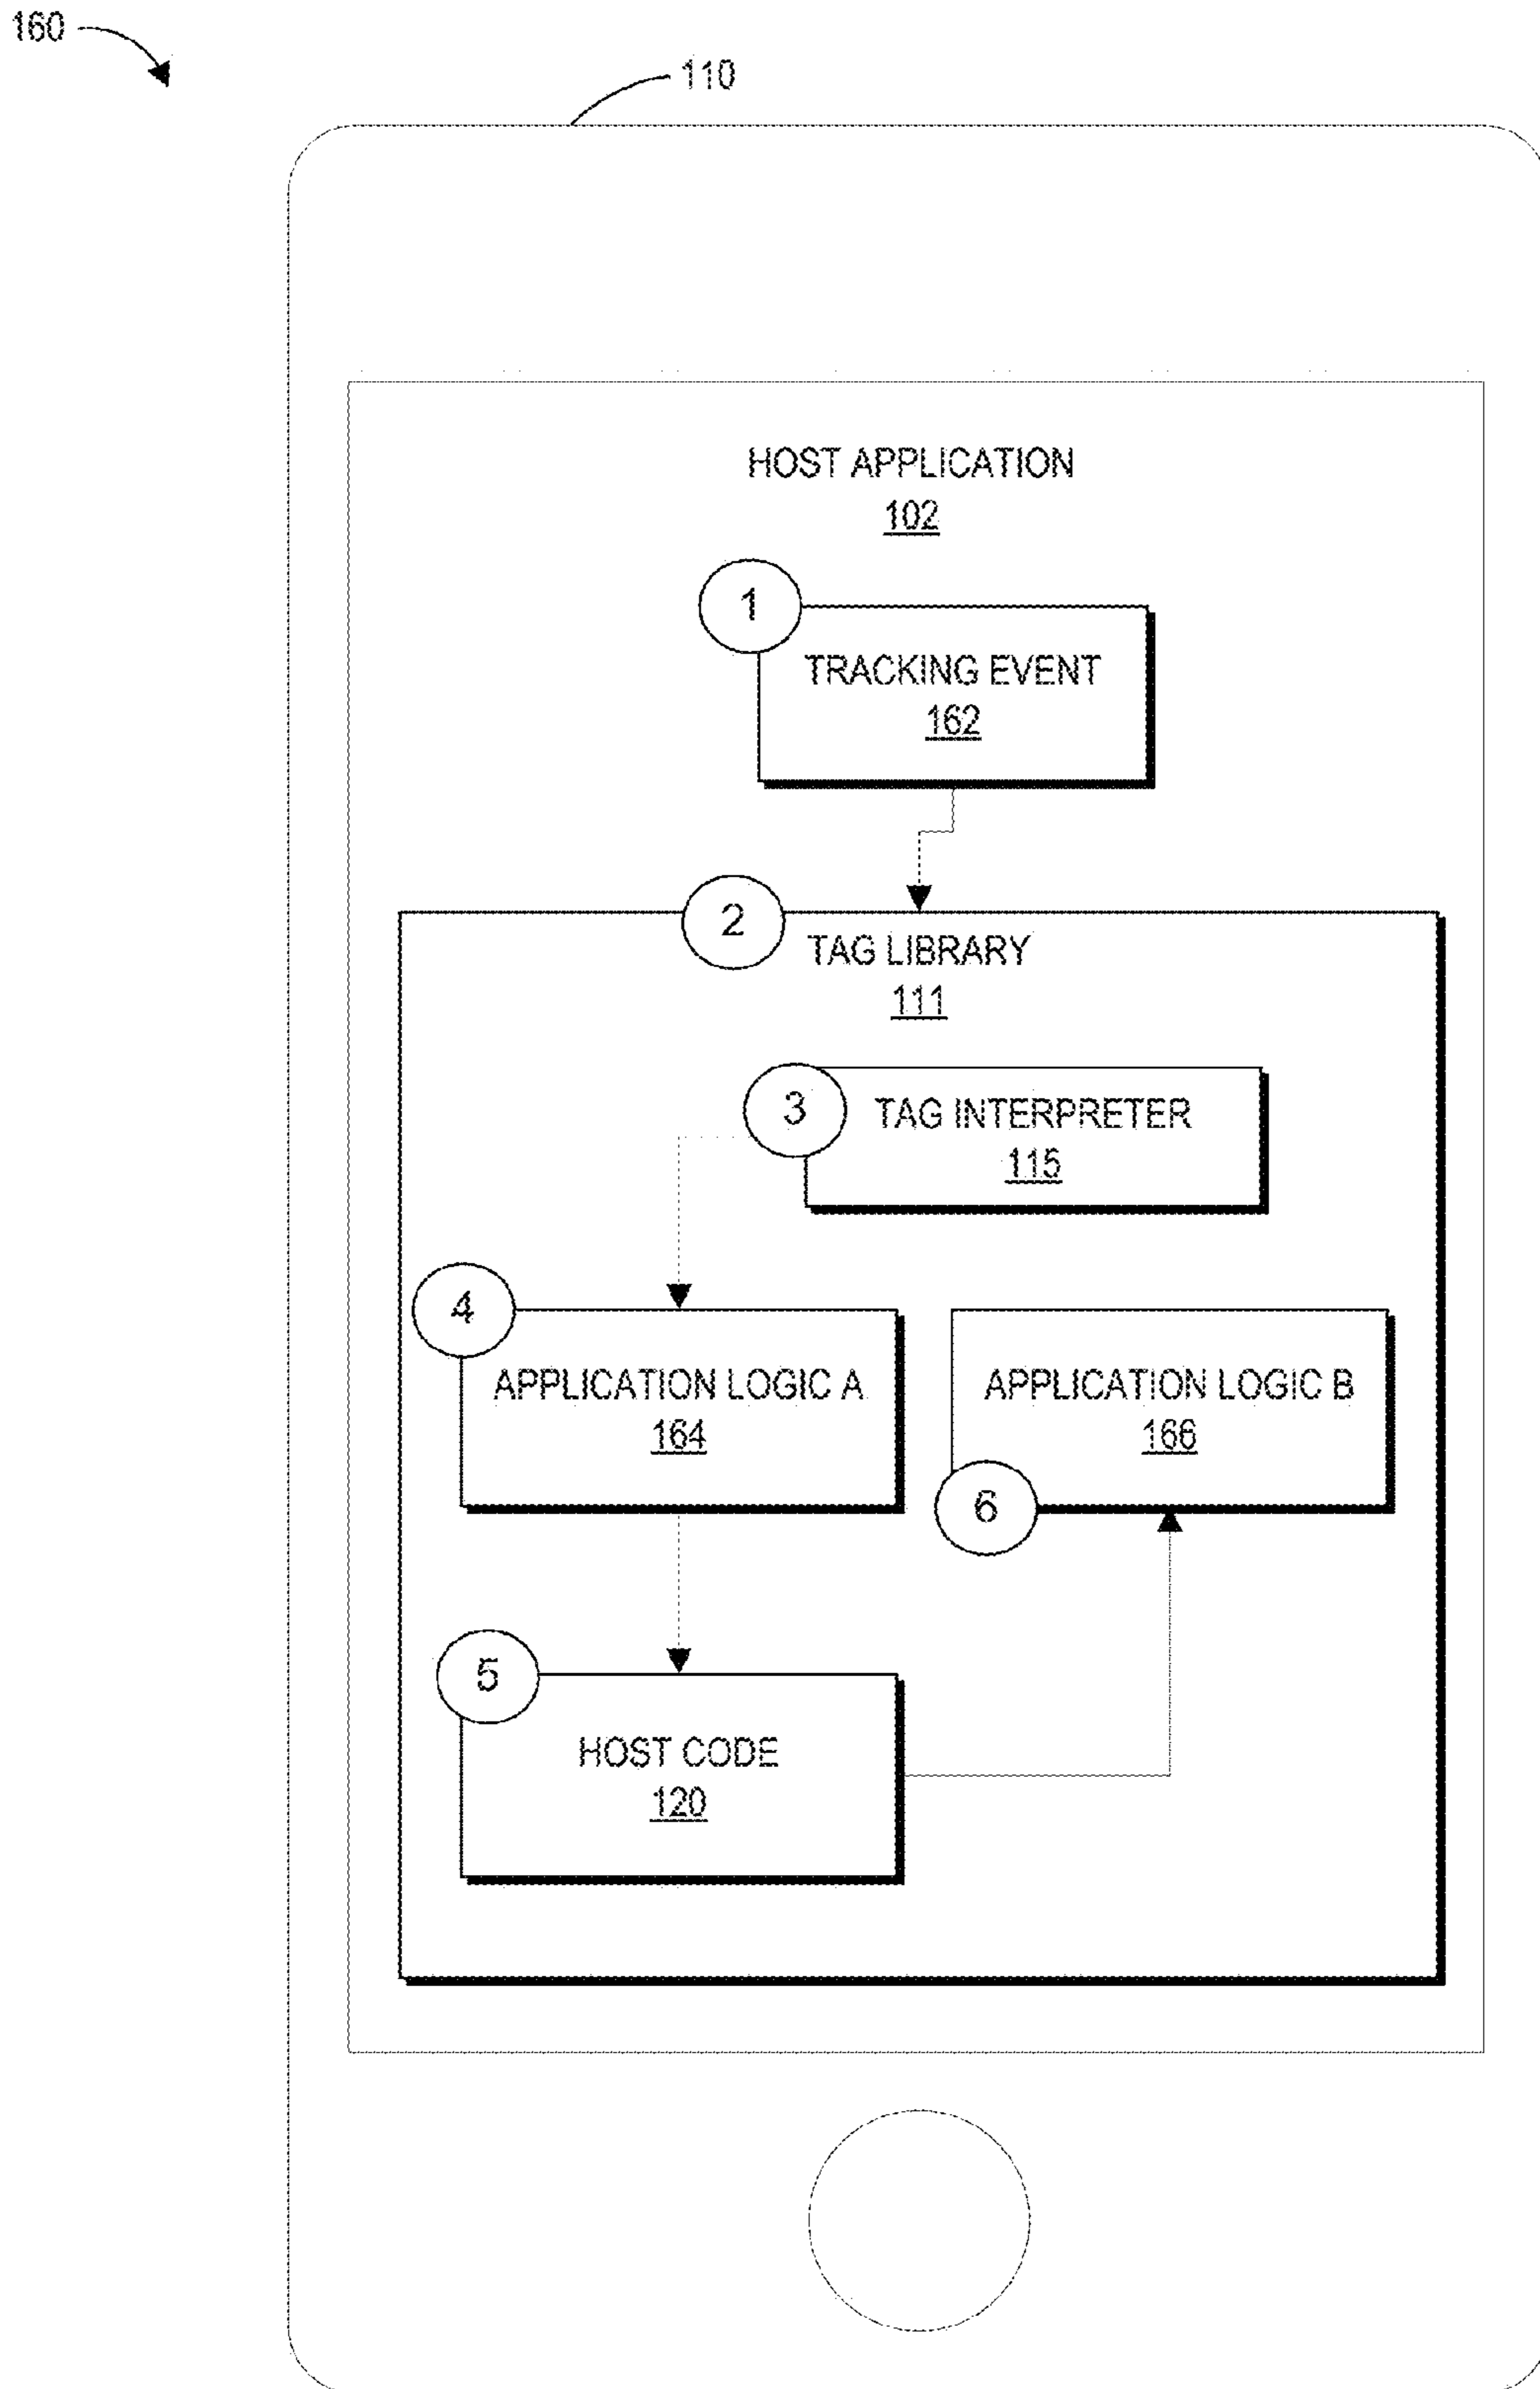 160
110
HOST APPLICATION
102
1
TRACKING EVENT
162
2
TAG LIBRARY
111
3
TAG INTERPRETER
115
4
APPLICATION LOGIC A
164
APPLICATION LOGIC B
166
6
5
HOST CODE
120